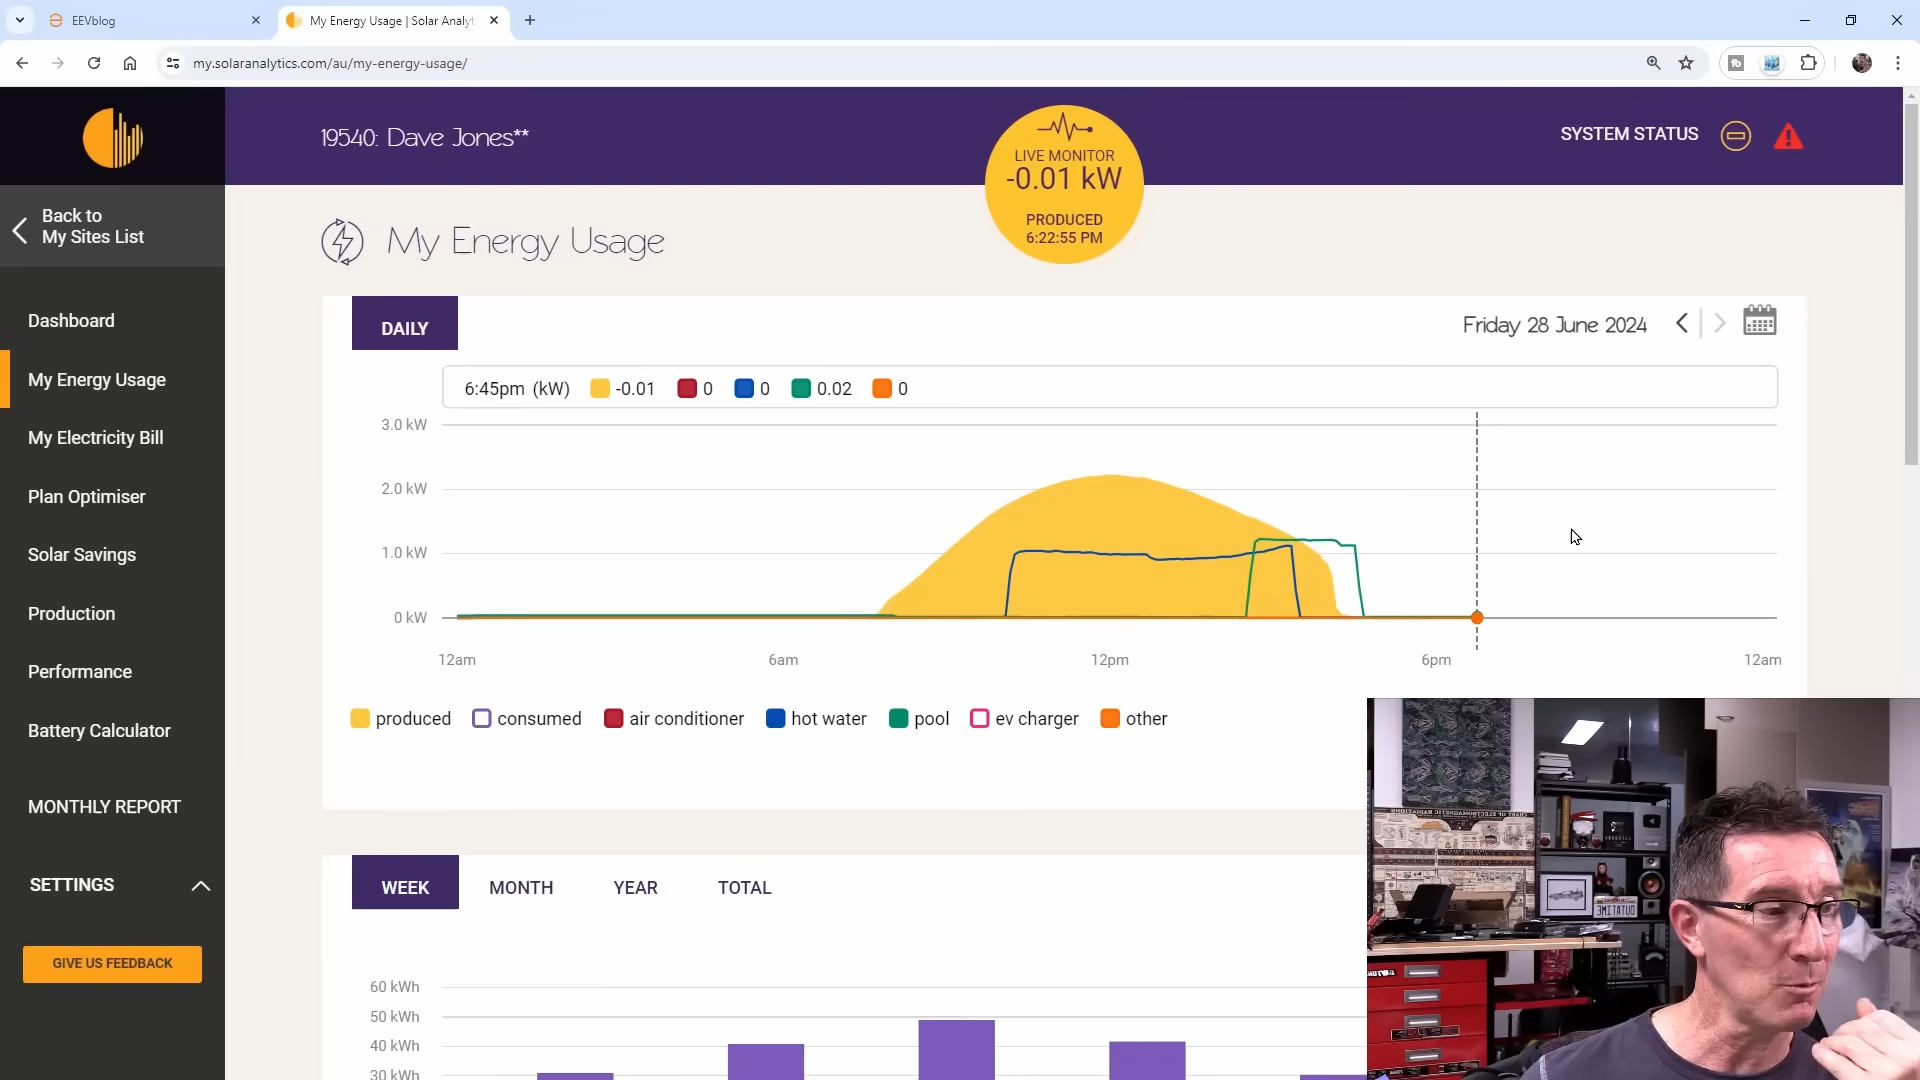 EEVblog
My Energy Usage | Solar Analyt
my.solaranalytics.com/au/my-energy-usage/
19540: Dave Jones**
LIVE MONITOR
-0.01 kW
PRODUCED
6:22:55 PM
SYSTEM STATUS
Back to
My Sites List
Dashboard
My Energy Usage
My Electricity Bill
Plan Optimiser
Solar Savings
Production
Performance
Battery Calculator
MONTHLY REPORT
SETTINGS
GIVE US FEEDBACK
My Energy Usage
DAILY
Friday 28 June 2024
6:45pm (kW) -0.01 0 0 0.02 0
3.0 kW
2.0 kW
1.0 kW
0 kW
12am 6am 12pm 6pm 12am
produced consumed air conditioner hot water pool ev charger other
WEEK MONTH YEAR TOTAL
60 kWh
50 kWh
40 kWh
30 kWh
CHART OF ELECTROMAGNETIC RADIATIONS
OUTATIME